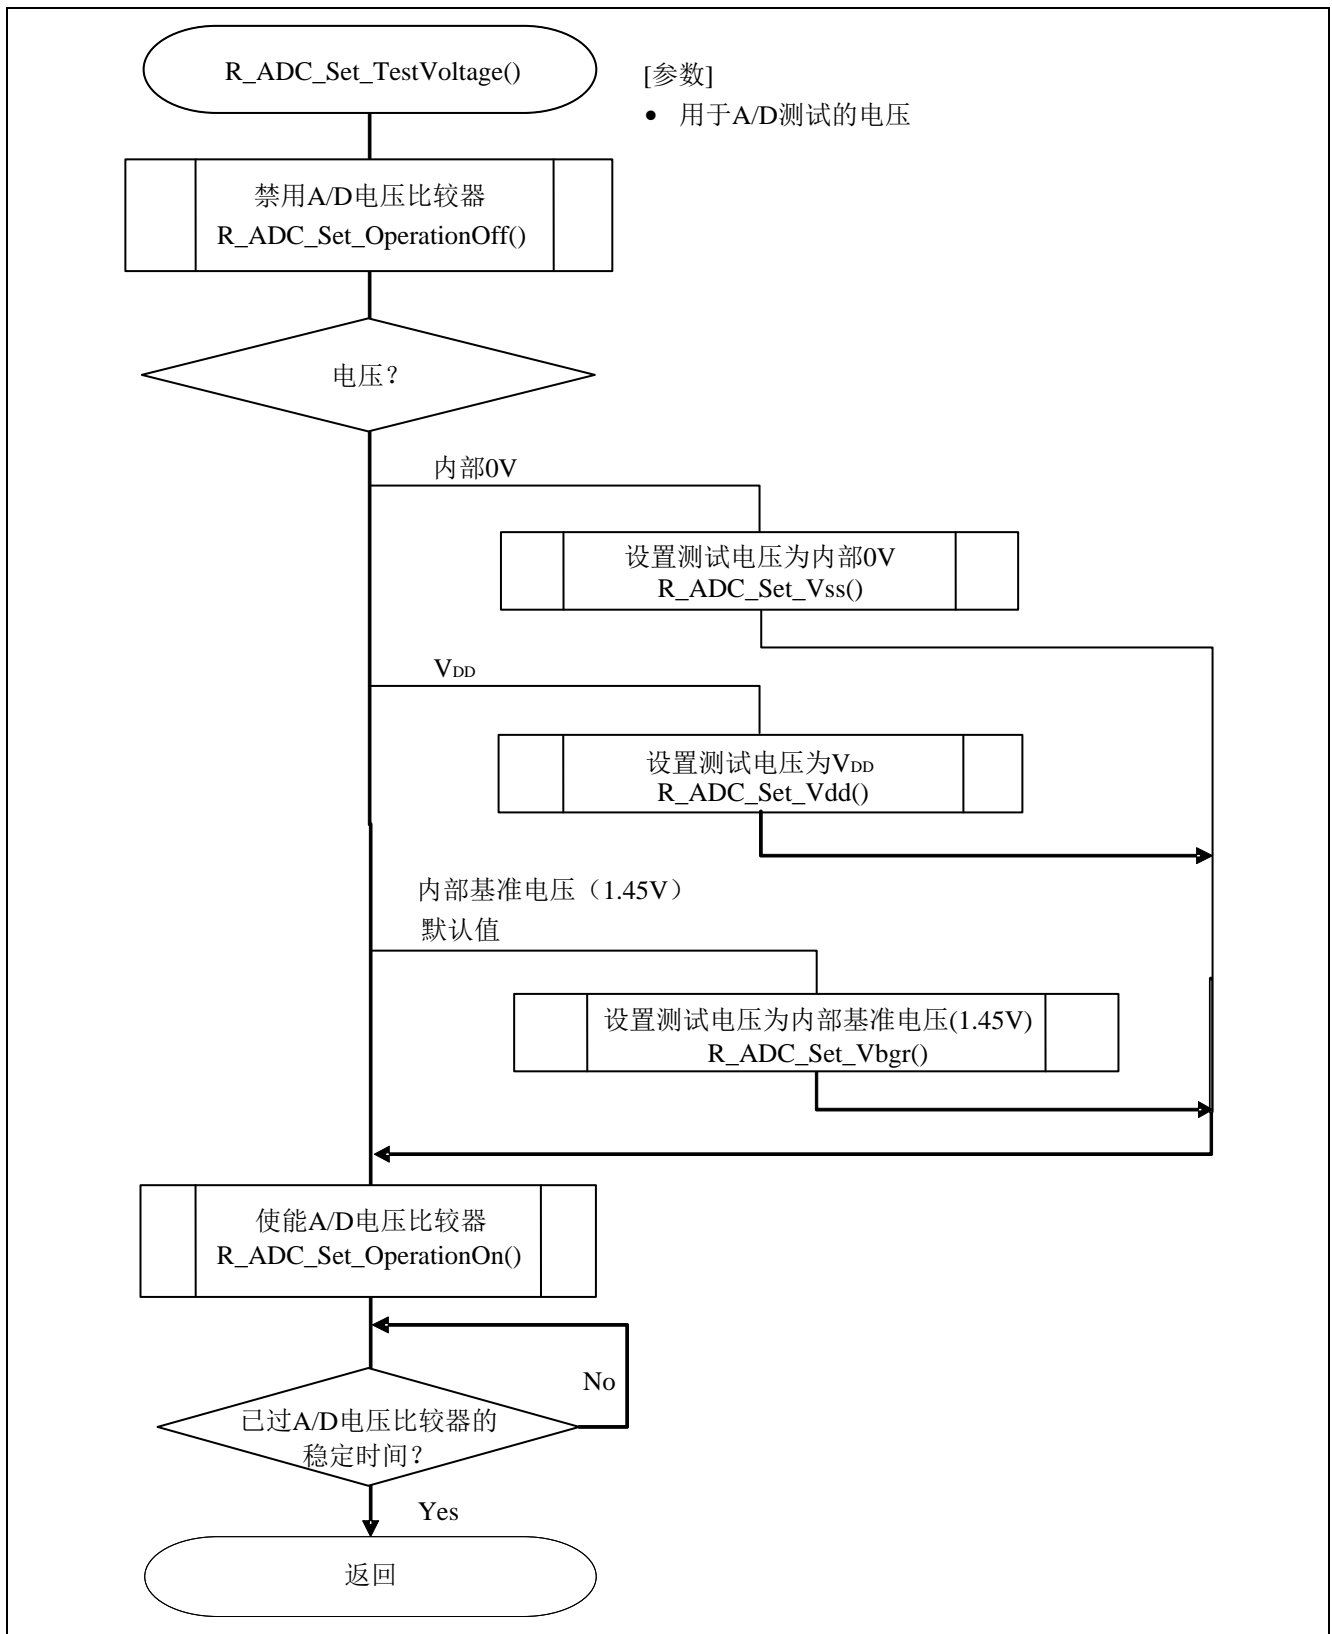 R_ADC_Set_TestVoltage()
[参数]
• 用于A/D测试的电压
禁用A/D电压比较器
R_ADC_Set_OperationOff()
电压?
内部0V
设置测试电压为内部0V
R_ADC_Set_Vss()
VDD
设置测试电压为VDD
R_ADC_Set_Vdd()
内部基准电压（1.45V）
默认值
设置测试电压为内部基准电压(1.45V)
R_ADC_Set_Vbgr()
使能A/D电压比较器
R_ADC_Set_OperationOn()
No
已过A/D电压比较器的
稳定时间?
Yes
返回